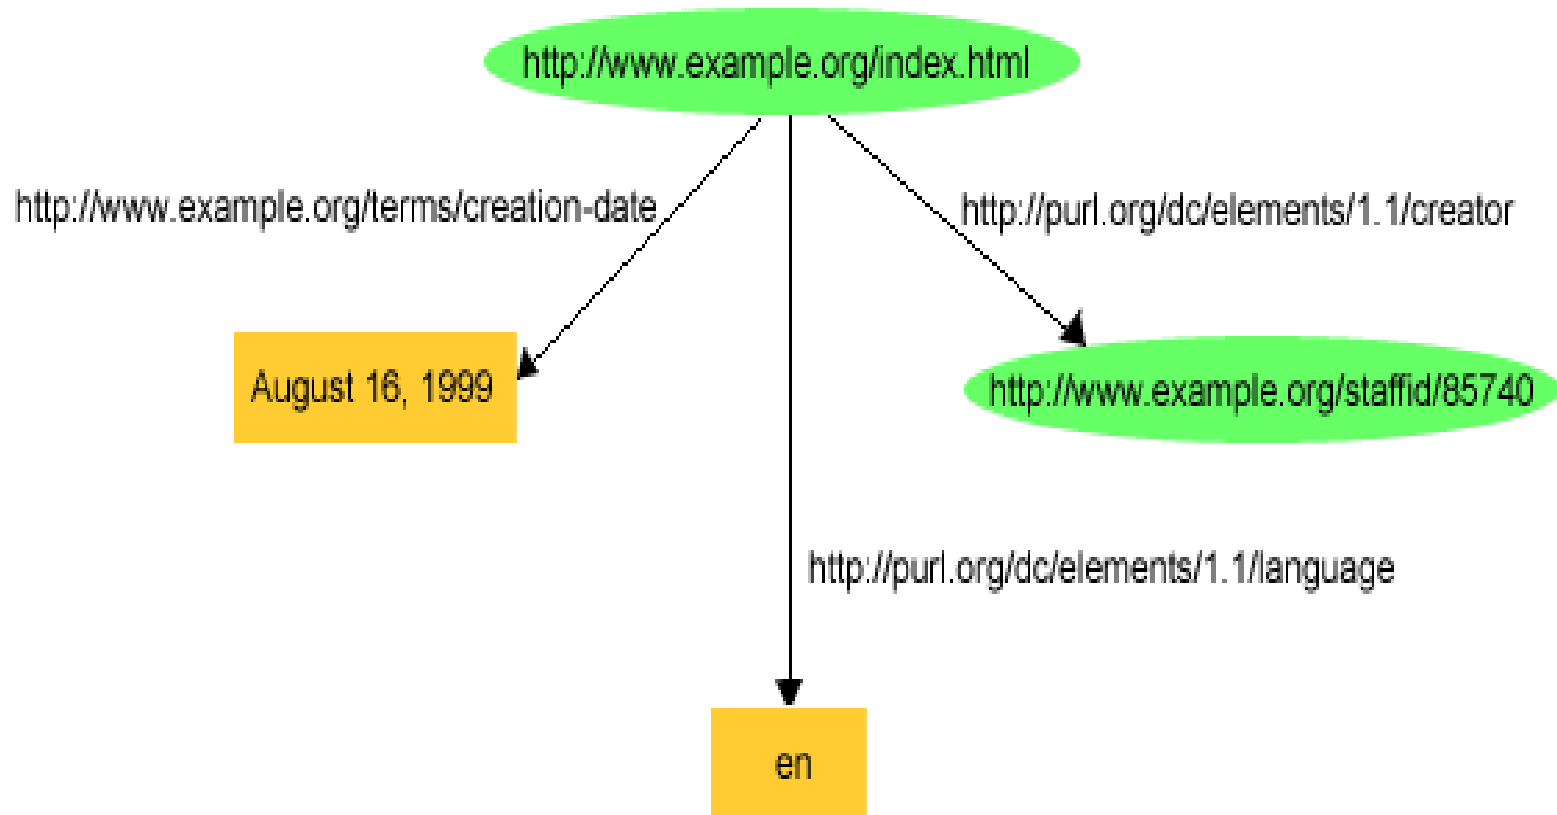 http://www.example.org/index.html
http://www.example.org/terms/creation-date
http://purl.org/dc/elements/1.1/creator
August 16, 1999
http://www.example.org/staffid/85740
http://purl.org/dc/elements/1.1/language
en